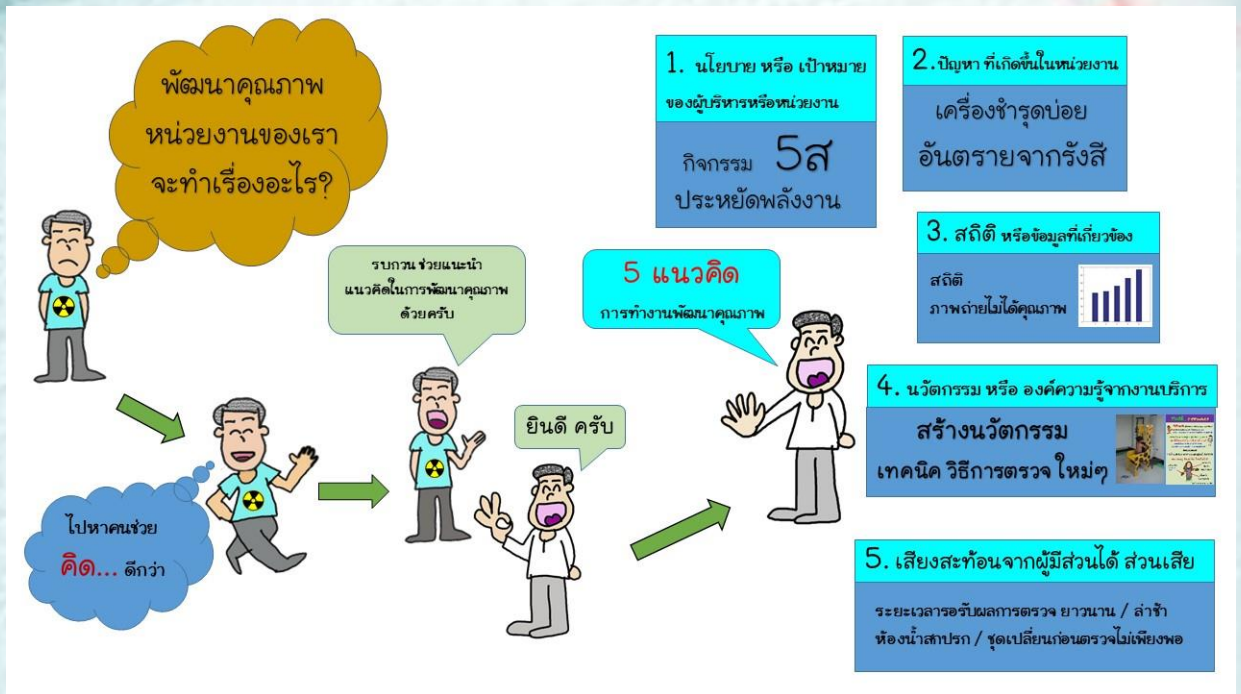 พัฒนาคุณภาพ
หน่วยงานของเรา
จะทำเรื่องอะไร?
ไปหาคนช่วย
คิด... ดีกว่า
รบกวน ช่วยแนะนำ
แนวคิดในการพัฒนาคุณภาพ
ด้วยครับ
ยินดี ครับ
5 แนวคิด
การทำงานพัฒนาคุณภาพ
1. นโยบาย หรือ เป้าหมาย
ของผู้บริหารหรือหน่วยงาน
กิจกรรม 5ส
ประหยัดพลังงาน
2. ปัญหา ที่เกิดขึ้นในหน่วยงาน
เครื่องชำรุดบ่อย
อันตรายจากรังสี
3. สถิติ หรือข้อมูลที่เกี่ยวข้อง
สถิติ
ภาพถ่ายไม่ได้คุณภาพ
4. นวัตกรรม หรือ องค์ความรู้จากงานบริการ
สร้างนวัตกรรม
เทคนิค วิธีการตรวจ ใหม่ๆ
5. เสียงสะท้อนจากผู้มีส่วนได้ ส่วนเสีย
ระยะเวลารอรับผลการตรวจ ยาวนาน / ล่าช้า
ห้องน้ำสกปรก / ชุดเปลี่ยนก่อนตรวจไม่เพียงพอ